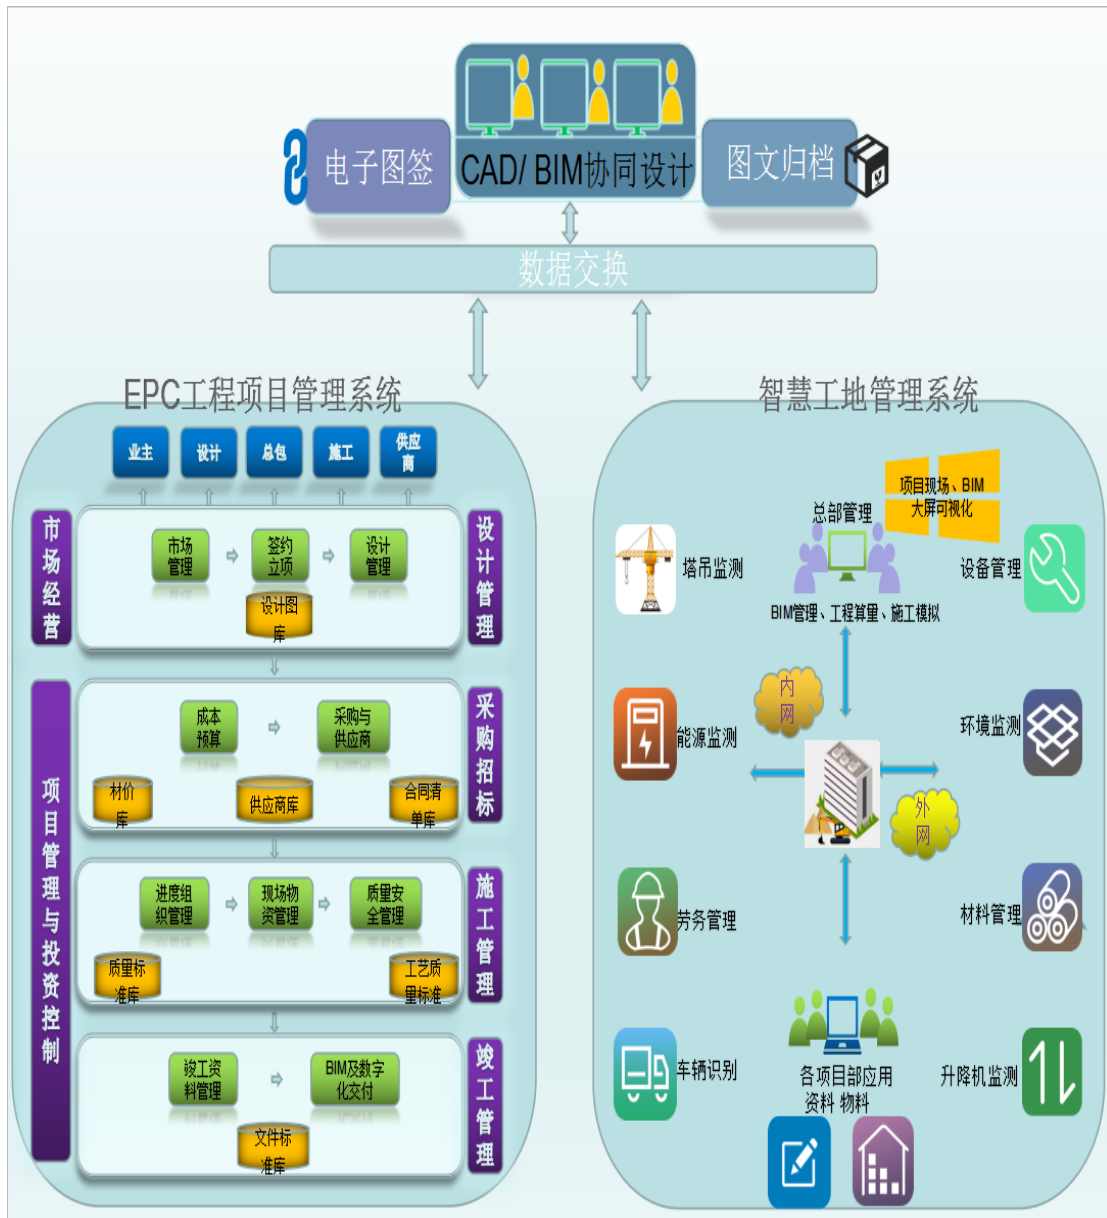 电子图签
CAD/ BIM协同设计
图文归档
数据交换
EPC工程项目管理系统
业主
设计
总包
施工
供应
商
市场经营
市场
管理
签约
立项
设计
管理
设计图
库
设计管理
项目管理与投资控制
成本
预算
采购与
供应商
材价
库
供应商库
合同清
单库
采购招标
进度组
织管理
现场物
资管理
质量安
全管理
质量标
准库
工艺质
量标准
施工管理
竣工资
料管理
BIM及数字
化交付
文件标
准库
竣工管理
智慧工地管理系统
项目现场、BIM
大屏可视化
总部管理
BIM管理、工程算量、施工模拟
塔吊监测
设备管理
内
网
能源监测
环境监测
外
网
劳务管理
材料管理
车辆识别
升降机监测
各项目部应用
资料 物料